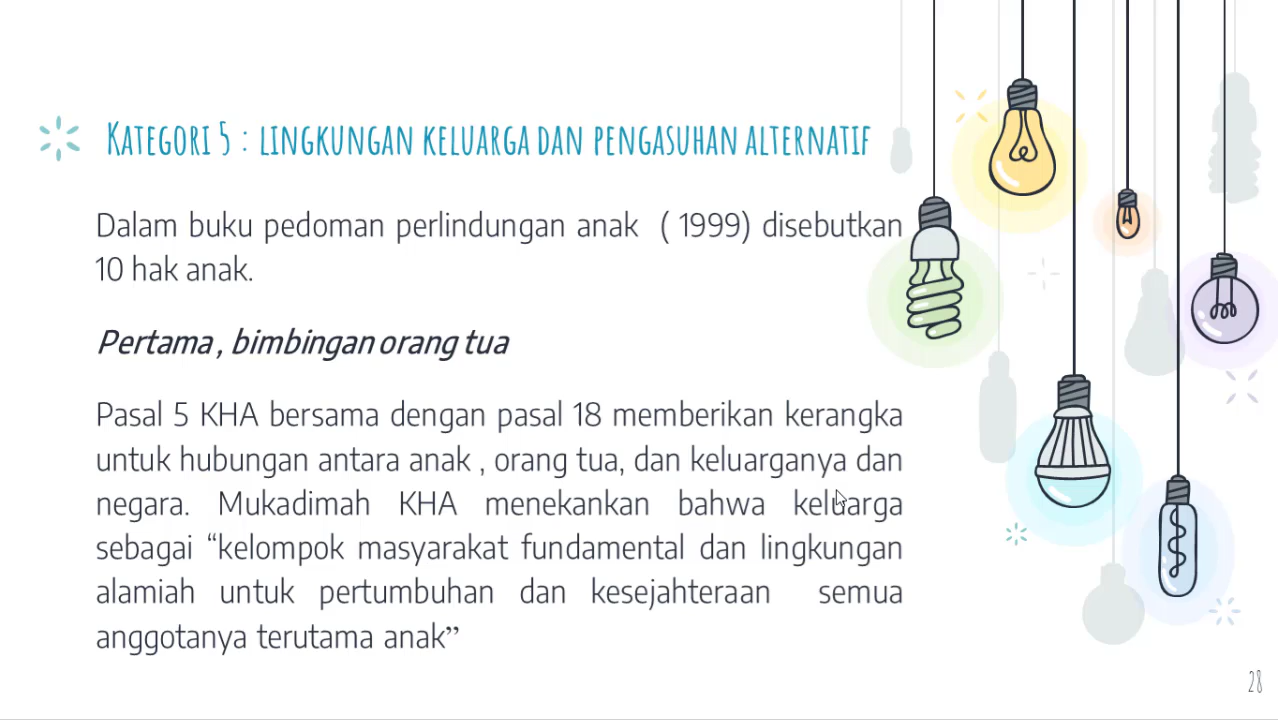 Kategori 5 : lingkungan keluarga dan pengasuhan alternatif
Dalam buku pedoman perlindungan anak ( 1999) disebutkan
10 hak anak.
Pertama , bimbingan orang tua
Pasal 5 KHA bersama dengan pasal 18 memberikan kerangka
untuk hubungan antara anak , orang tua, dan keluarganya dan
negara. Mukadimah KHA menekankan bahwa keluarga
sebagai “kelompok masyarakat fundamental dan lingkungan
alamiah untuk pertumbuhan dan kesejahteraan semua
anggotanya terutama anak”
28